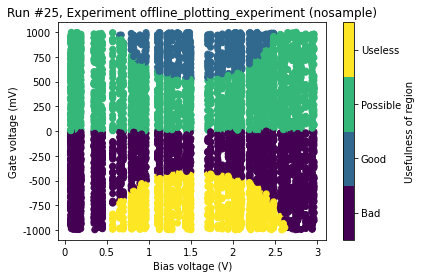 Run #25, Experiment offline_plotting_experiment (nosample)
1000
750
500
250
0
-250
-500
-750
-1000
Gate voltage (mV)
0
0.5
1
1.5
2
2.5
3
Bias voltage (V)
Useless
Possible
Good
Bad
Usefulness of region